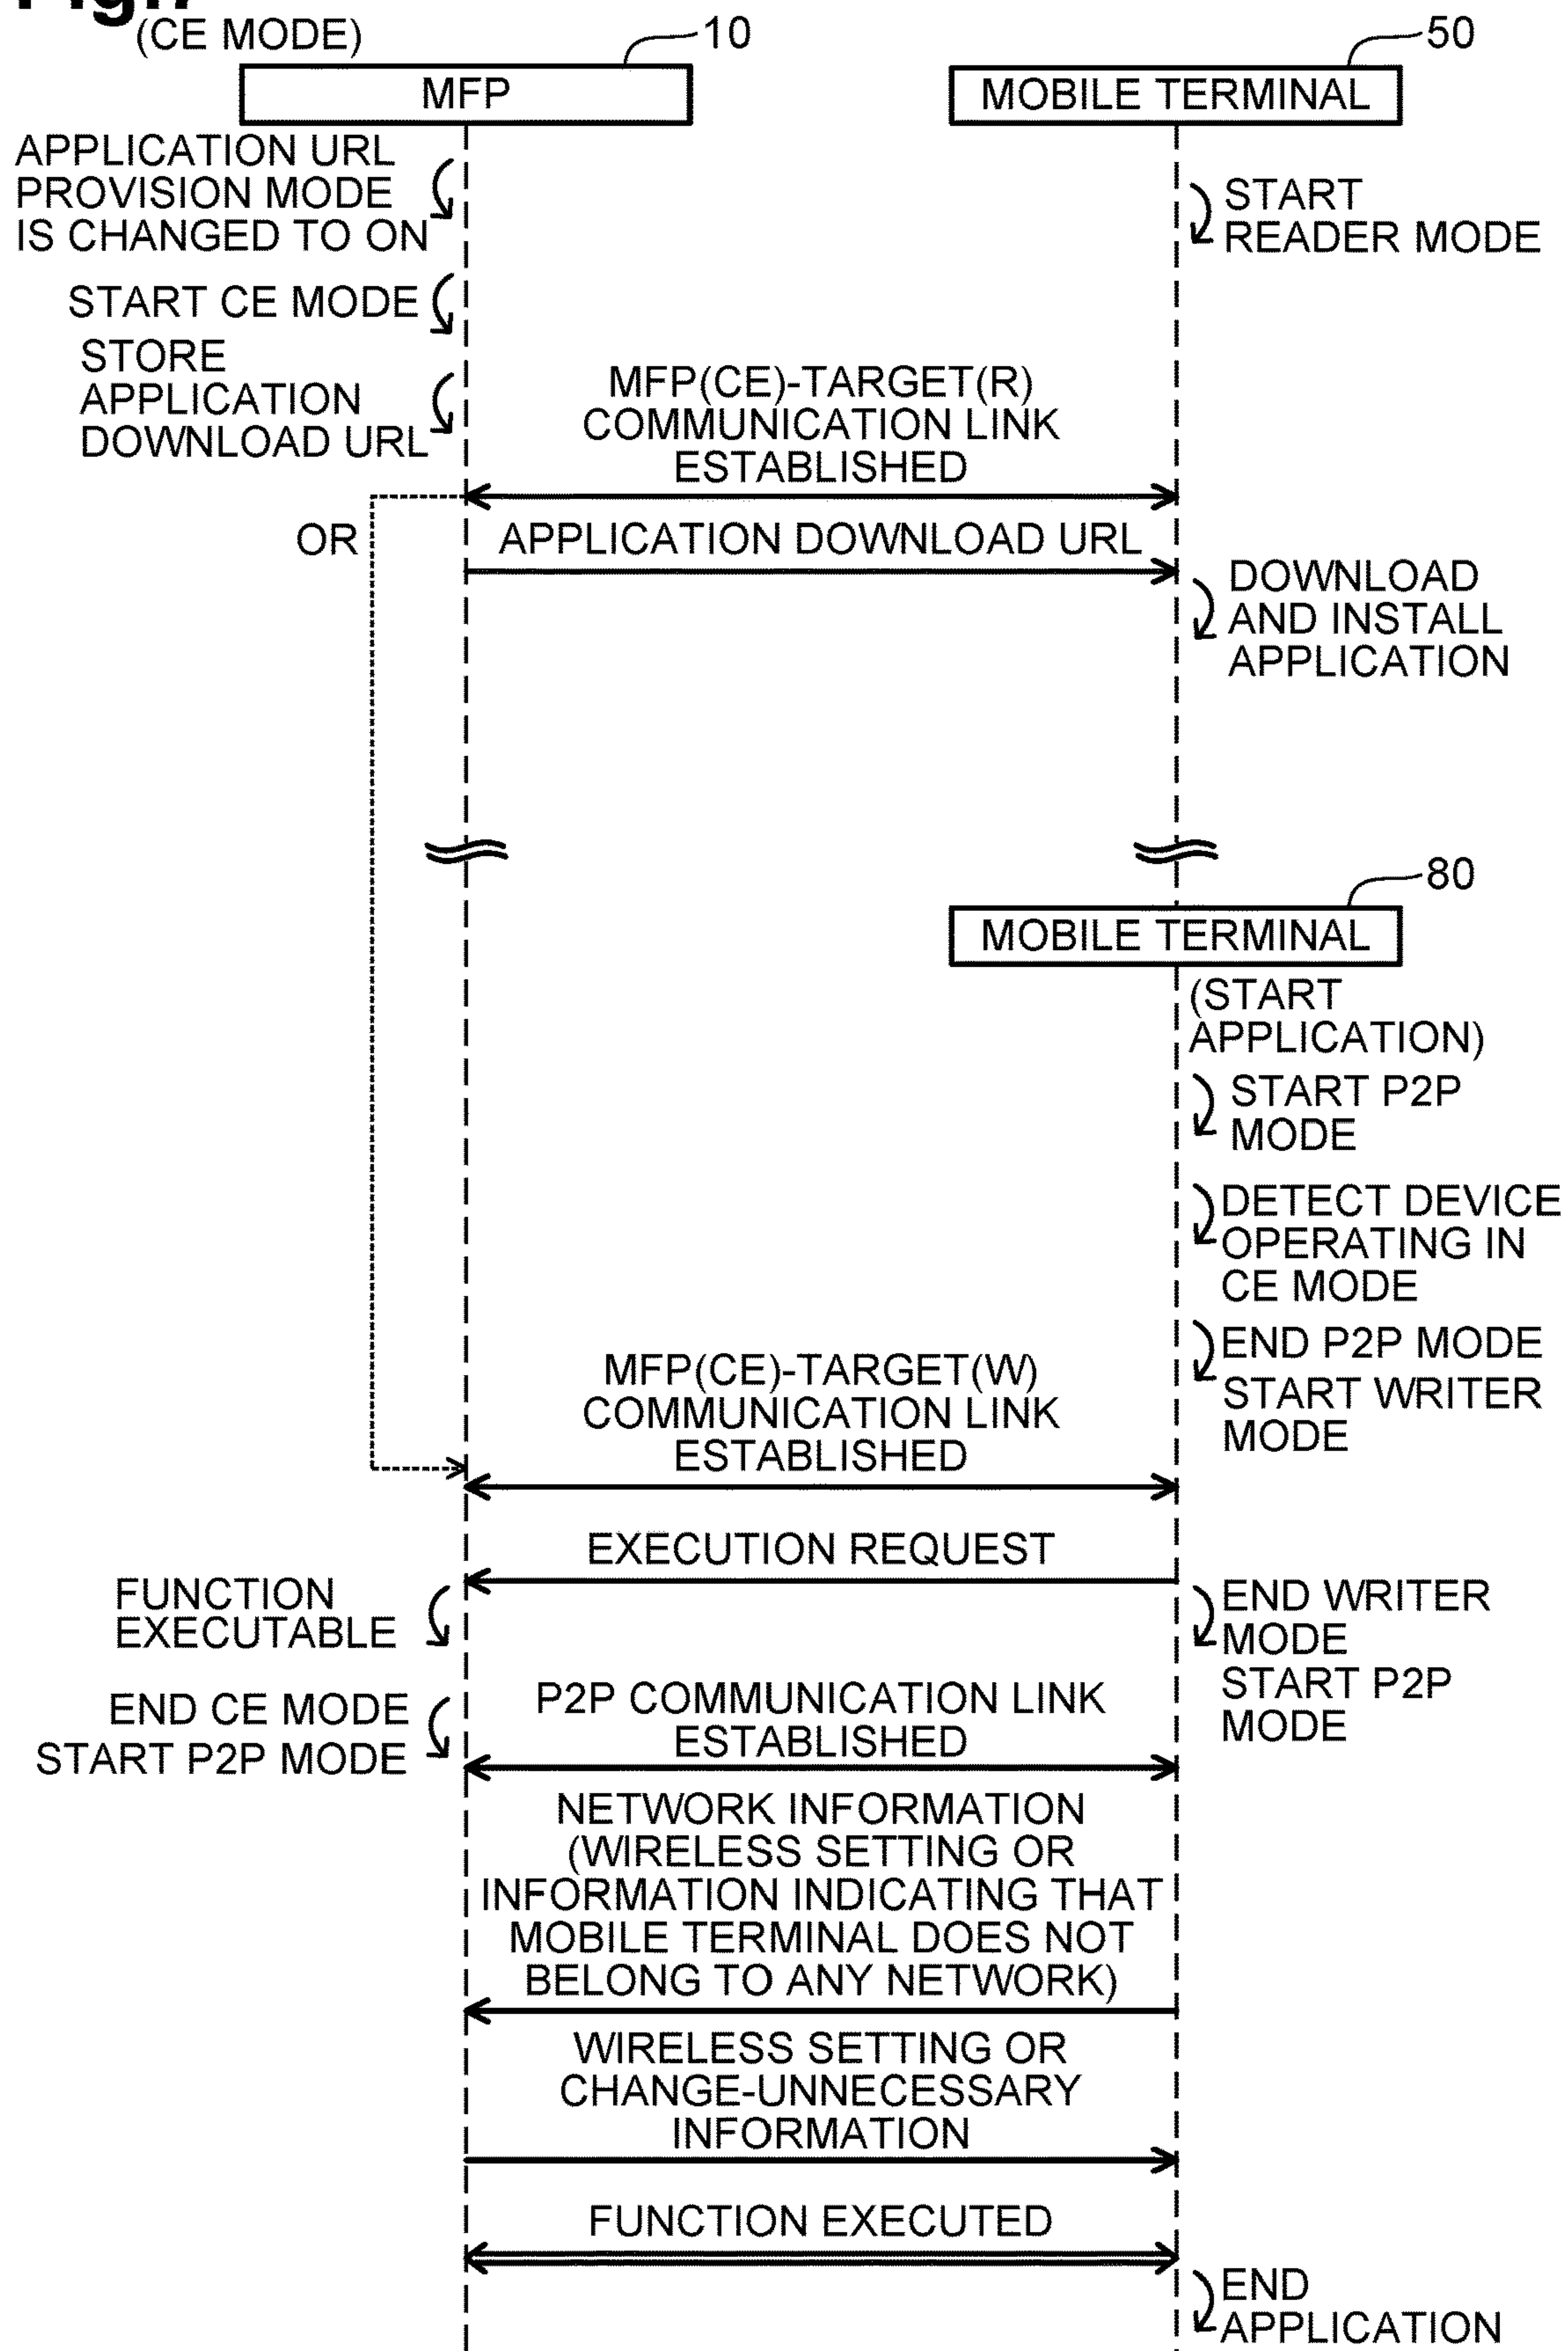 (CE MODE)
10
50
MFP
MOBILE TERMINAL
APPLICATION URL
PROVISION MODE
IS CHANGED TO ON
START
READER MODE
START CE MODE
STORE
APPLICATION
DOWNLOAD URL
MFP(CE)-TARGET(R)
COMMUNICATION LINK
ESTABLISHED
OR
APPLICATION DOWNLOAD URL
DOWNLOAD
AND INSTALL
APPLICATION
80
MOBILE TERMINAL
(START
APPLICATION)
START P2P
MODE
DETECT DEVICE
OPERATING IN
CE MODE
END P2P MODE
START WRITER
MODE
MFP(CE)-TARGET(W)
COMMUNICATION LINK
ESTABLISHED
EXECUTION REQUEST
FUNCTION
EXECUTABLE
END WRITER
MODE
START P2P
MODE
END CE MODE
START P2P MODE
P2P COMMUNICATION LINK
ESTABLISHED
NETWORK INFORMATION
(WIRELESS SETTING OR
INFORMATION INDICATING THAT
MOBILE TERMINAL DOES NOT
BELONG TO ANY NETWORK)
WIRELESS SETTING OR
CHANGE-UNNECESSARY
INFORMATION
FUNCTION EXECUTED
END
APPLICATION